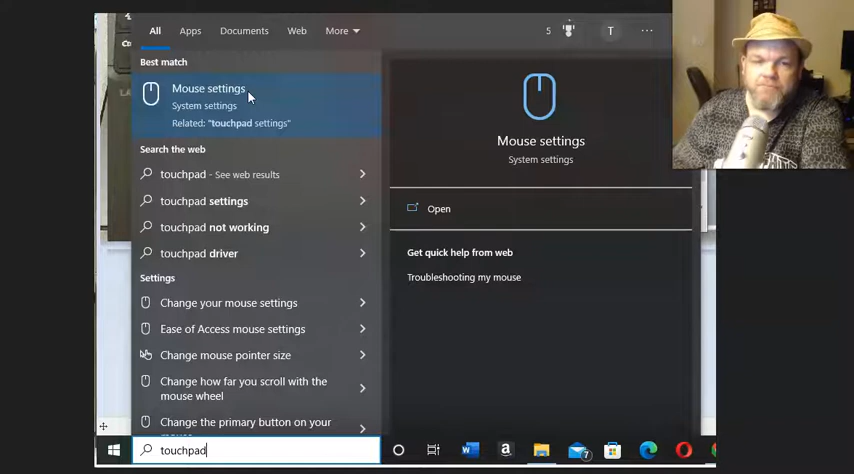 All Apps Documents Web More 5 T ...
Best match
Mouse settings
System settings
Related: "touchpad settings"
Search the web
touchpad - See web results
touchpad settings
touchpad not working
touchpad driver
Settings
Change your mouse settings
Ease of Access mouse settings
Change mouse pointer size
Change how far you scroll with the
mouse wheel
Change the primary button on your
Mouse settings
System settings
Open
Get quick help from web
Troubleshooting my mouse
touchpad
W a 7